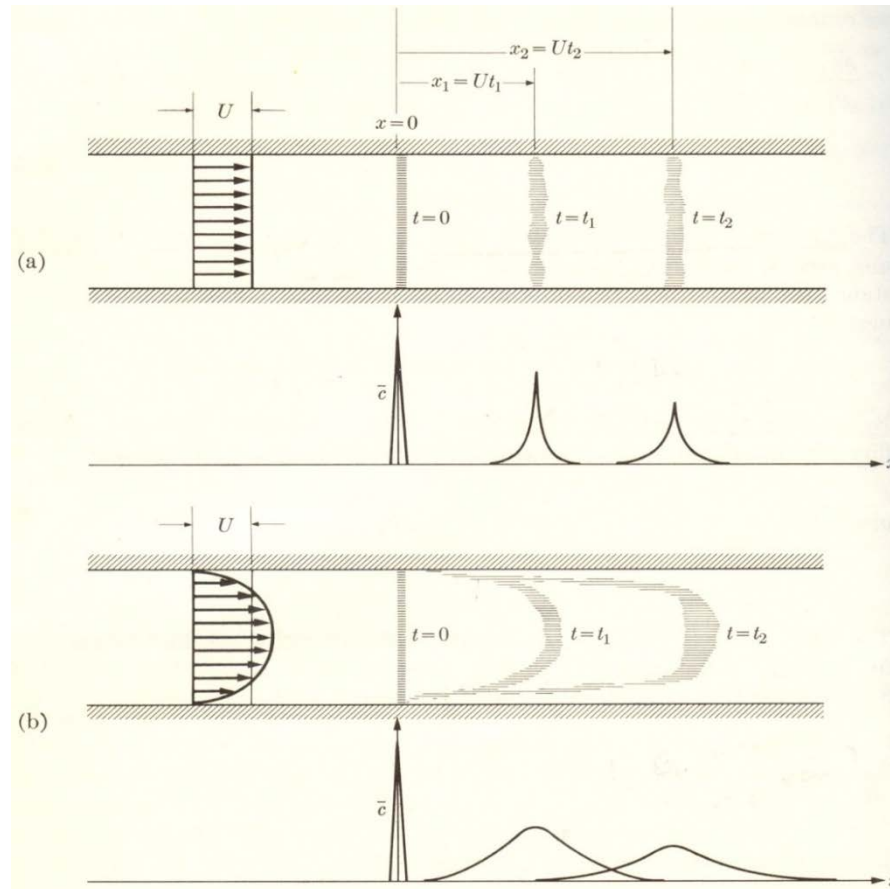 x₂ = Ut₂
x₁ = Ut₁
U
x = 0
t = 0
t = t₁
t = t₂
(a)
c̅
U
t = 0
t = t₁
t = t₂
(b)
c̅